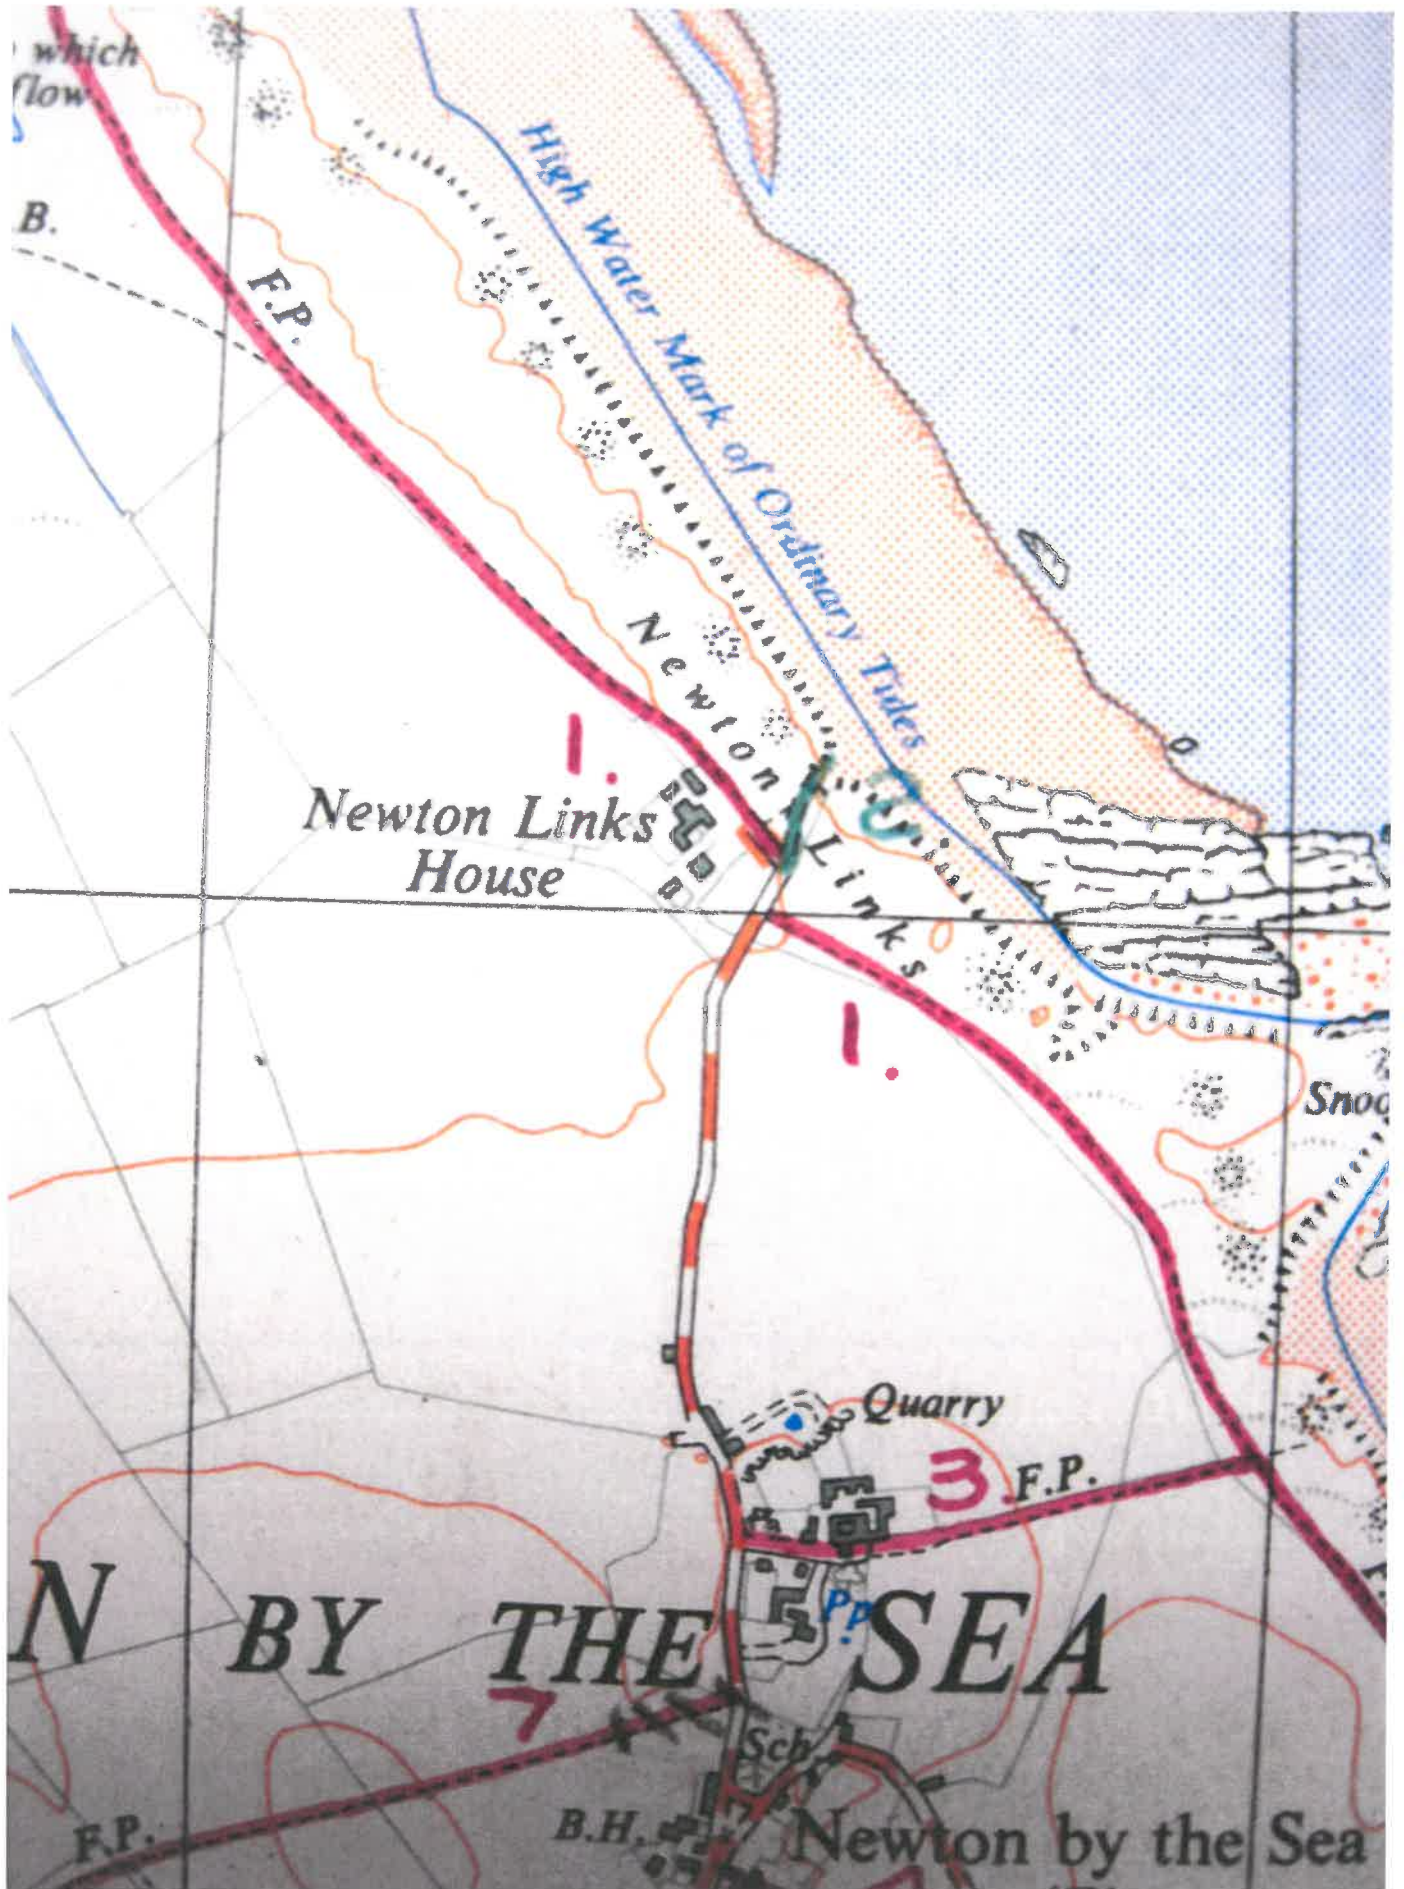 which
flow
B.
F.P.
High Water Mark of Ordinary Tides
Newton Links
1.
Newton Links
House
1.
Snoo
Quarry
3.
F.P.
N BY THE SEA
P.P.
7
Sch.
F.P.
B.H.
Newton by the Sea